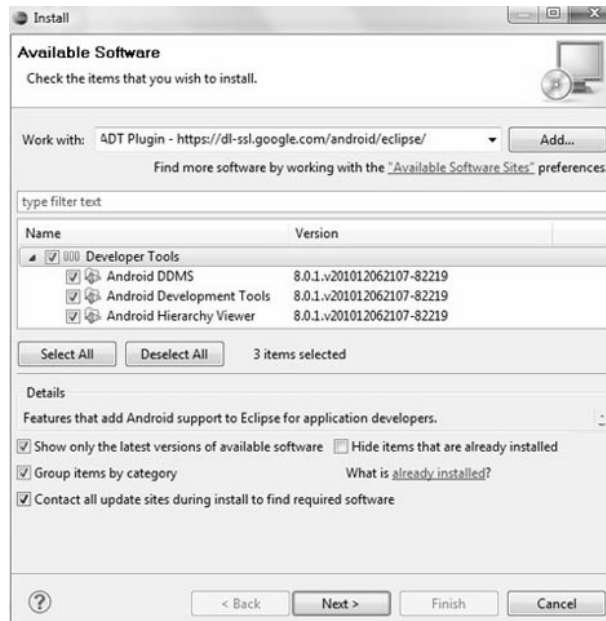 Install
Available Software
Check the items that you wish to install.
Work with: ADT Plugin - https://dl-ssl.google.com/android/eclipse/ Add...
Find more software by working with the "Available Software Sites" preferences.
type filter text
Name Version
Developer Tools
Android DDMS 8.0.1.v201012062107-82219
Android Development Tools 8.0.1.v201012062107-82219
Android Hierarchy Viewer 8.0.1.v201012062107-82219
Select All Deselect All 3 items selected
Details
Features that add Android support to Eclipse for application developers.
Show only the latest versions of available software Hide items that are already installed
Group items by category What is already installed?
Contact all update sites during install to find required software
? < Back Next > Finish Cancel